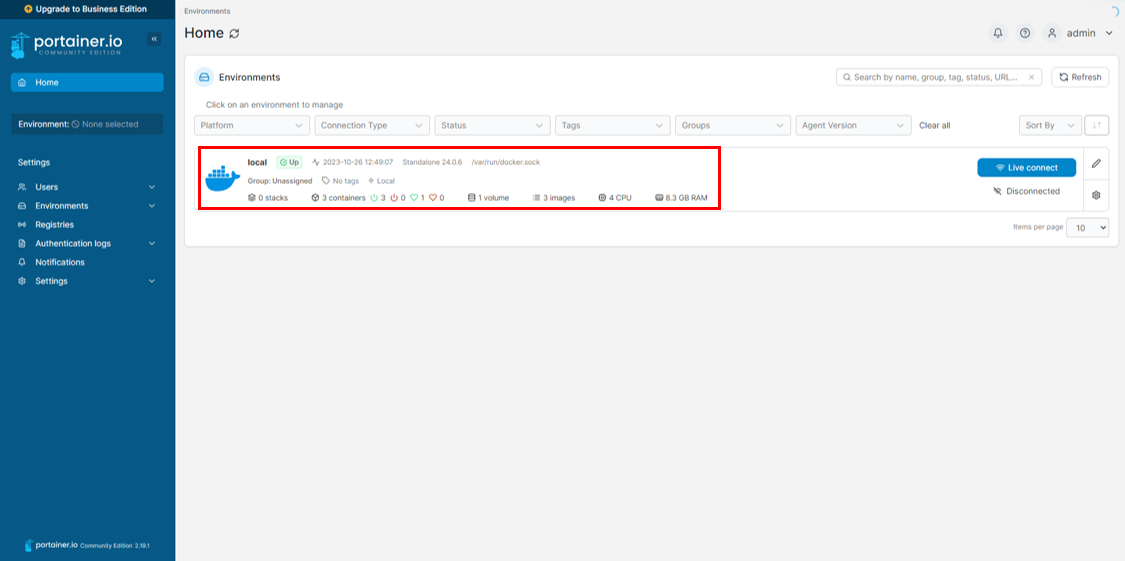 Upgrade to Business Edition
portainer.io
COMMUNITY EDITION
Home
Environment: None selected
Settings
Users
Environments
Registries
Authentication logs
Notifications
Settings
portainer.io Community Edition 2.19.1
Environments
Home
admin
Environments
Search by name, group, tag, status, URL...
Refresh
Click on an environment to manage
Platform Connection Type Status Tags Groups Agent Version Clear all Sort By
local Up 2023-10-26 12:49:07 Standalone 24.0.6 /var/run/docker.sock
Group: Unassigned No tags Local
0 stacks 3 containers 3 0 1 0 1 volume 3 images 4 CPU 8.3 GB RAM
Live connect
Disconnected
Items per page 10